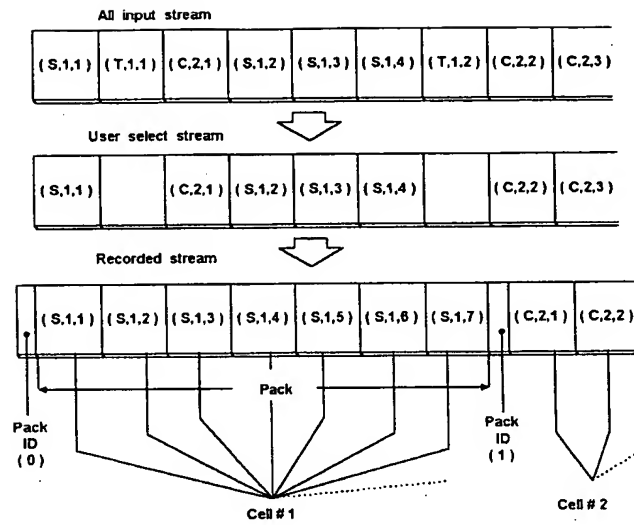 All input stream
(S,1,1) (T,1,1) (C,2,1) (S,1,2) (S,1,3) (S,1,4) (T,1,2) (C,2,2) (C,2,3)
User select stream
(S,1,1) (C,2,1) (S,1,2) (S,1,3) (S,1,4) (C,2,2) (C,2,3)
Recorded stream
(S,1,1) (S,1,2) (S,1,3) (S,1,4) (S,1,5) (S,1,6) (S,1,7) (C,2,1) (C,2,2)
Pack
Pack
ID
(0)
Pack
ID
(1)
Cell # 1
Cell # 2